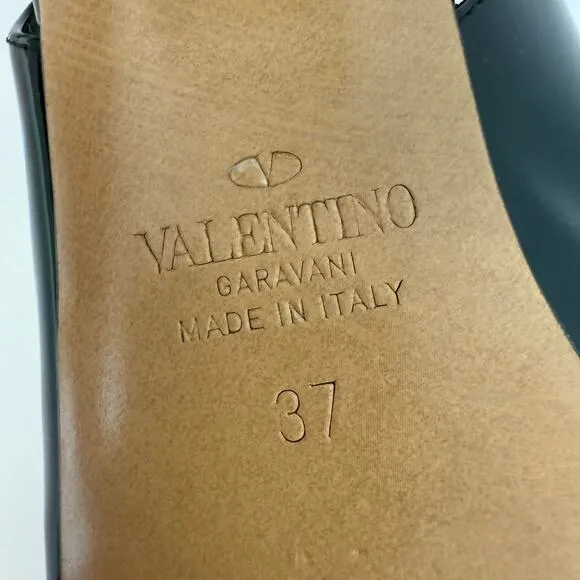 VALENTINO
GARAVANI
MADE IN ITALY
37